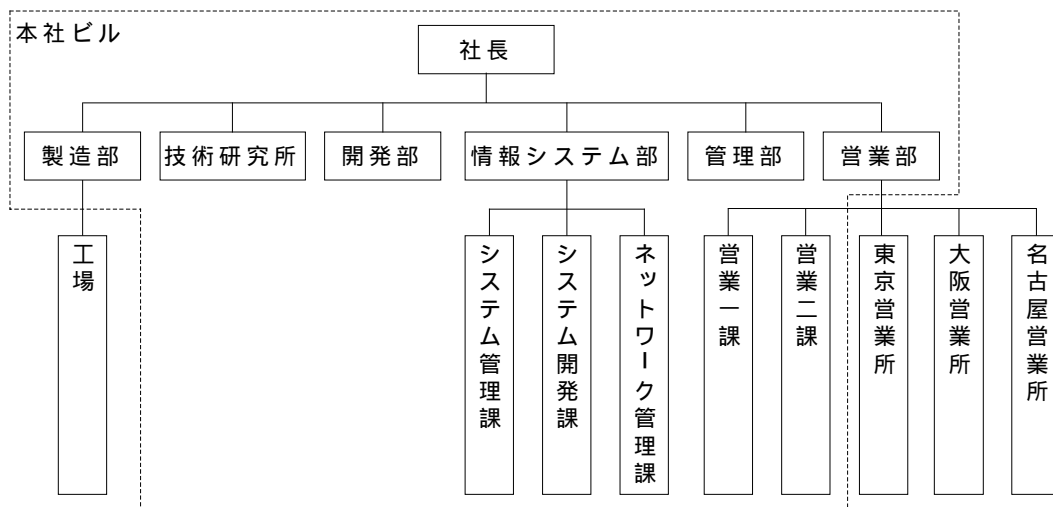 本社ビル
社長
製造部
技術研究所
開発部
情報システム部
管理部
営業部
工場
システム管理課
システム開発課
ネットワーク管理課
営業一課
営業二課
東京営業所
大阪営業所
名古屋営業所